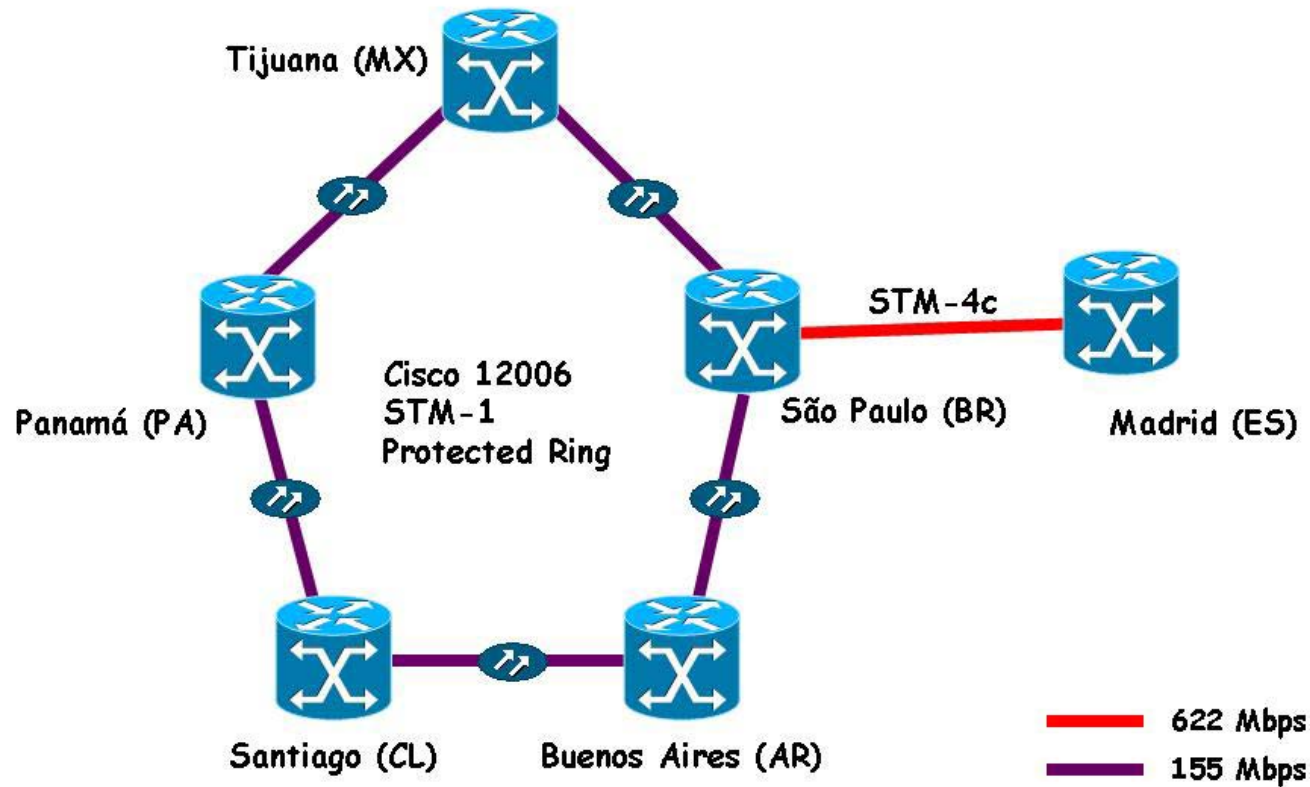 Tijuana (MX)
STM-4c
Cisco 12006
STM-1
Protected Ring
Panamá (PA)
São Paulo (BR)
Madrid (ES)
Santiago (CL)
Buenos Aires (AR)
622 Mbps
155 Mbps